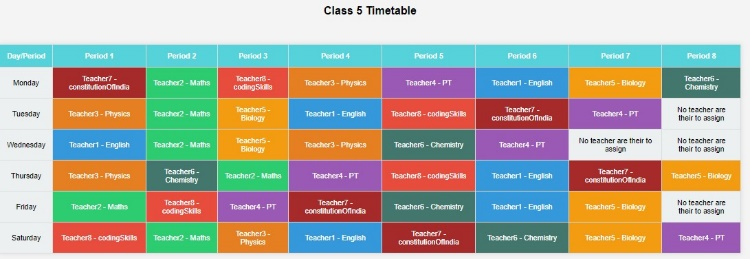 Class 5 Timetable
Day/Period Period 1 Period 2 Period 3 Period 4 Period 5 Period 6 Period 7 Period 8
Monday Teacher7 - constitutionOfIndia Teacher2 - Maths Teacher8 - codingSkills Teacher3 - Physics Teacher4 - PT Teacher1 - English Teacher5 - Biology Teacher6 - Chemistry
Tuesday Teacher3 - Physics Teacher2 - Maths Teacher5 - Biology Teacher1 - English Teacher8 - codingSkills Teacher7 - constitutionOfIndia Teacher4 - PT No teacher are their to assign
Wednesday Teacher1 - English Teacher2 - Maths Teacher5 - Biology Teacher3 - Physics Teacher6 - Chemistry Teacher4 - PT No teacher are their to assign No teacher are their to assign
Thursday Teacher3 - Physics Teacher6 - Chemistry Teacher2 - Maths Teacher4 - PT Teacher8 - codingSkills Teacher1 - English Teacher7 - constitutionOfIndia Teacher5 - Biology
Friday Teacher2 - Maths Teacher8 - codingSkills Teacher4 - PT Teacher7 - constitutionOfIndia Teacher6 - Chemistry Teacher1 - English Teacher5 - Biology No teacher are their to assign
Saturday Teacher8 - codingSkills Teacher2 - Maths Teacher3 - Physics Teacher1 - English Teacher7 - constitutionOfIndia Teacher6 - Chemistry Teacher5 - Biology Teacher4 - PT